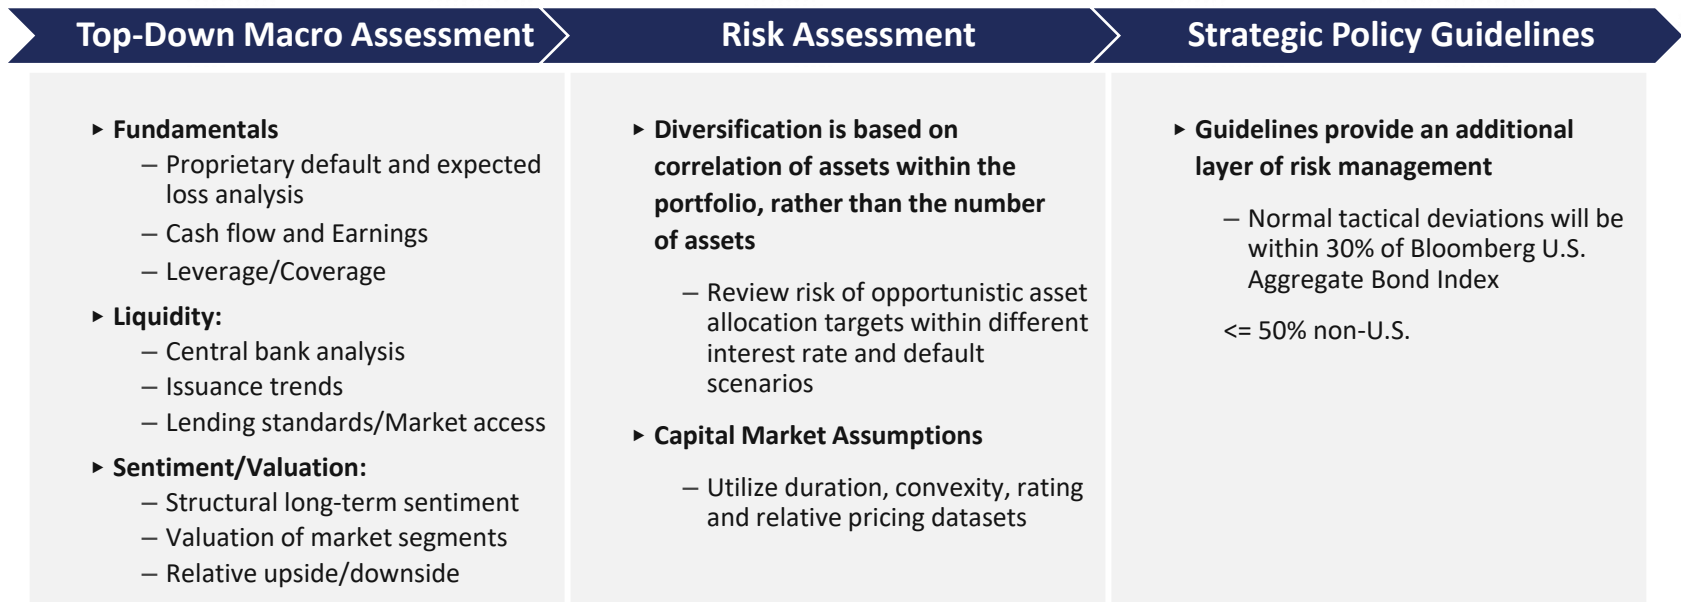 Top-Down Macro Assessment
Risk Assessment
Strategic Policy Guidelines
▸ Fundamentals
– Proprietary default and expected
loss analysis
– Cash flow and Earnings
– Leverage/Coverage
▸ Liquidity:
– Central bank analysis
– Issuance trends
– Lending standards/Market access
▸ Sentiment/Valuation:
– Structural long-term sentiment
– Valuation of market segments
– Relative upside/downside
▸ Diversification is based on
correlation of assets within the
portfolio, rather than the number
of assets
– Review risk of opportunistic asset
allocation targets within different
interest rate and default
scenarios
▸ Capital Market Assumptions
– Utilize duration, convexity, rating
and relative pricing datasets
▸ Guidelines provide an additional
layer of risk management
– Normal tactical deviations will be
within 30% of Bloomberg U.S.
Aggregate Bond Index
<= 50% non-U.S.